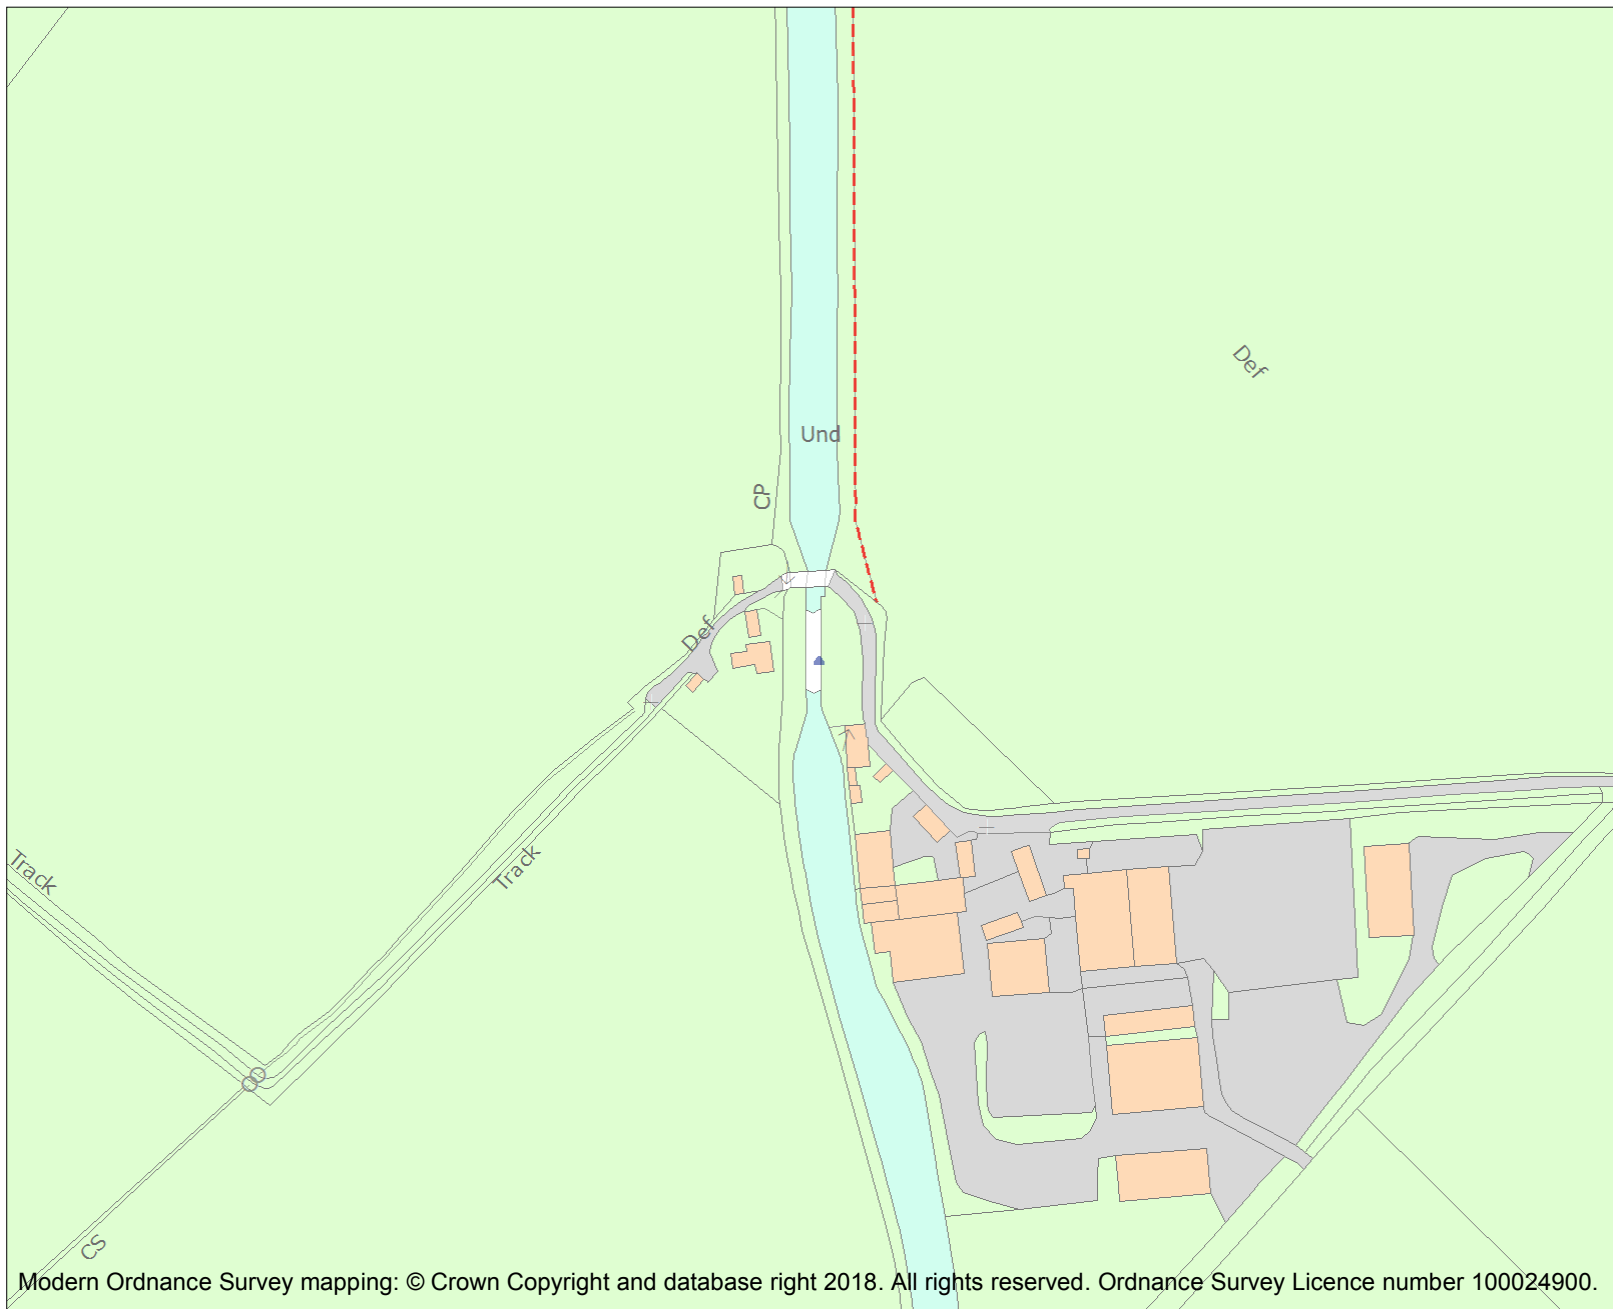 Def
Und
CP
Def
Track
Track
CS
Modern Ordnance Survey mapping: © Crown Copyright and database right 2018. All rights reserved. Ordnance Survey Licence number 100024900.